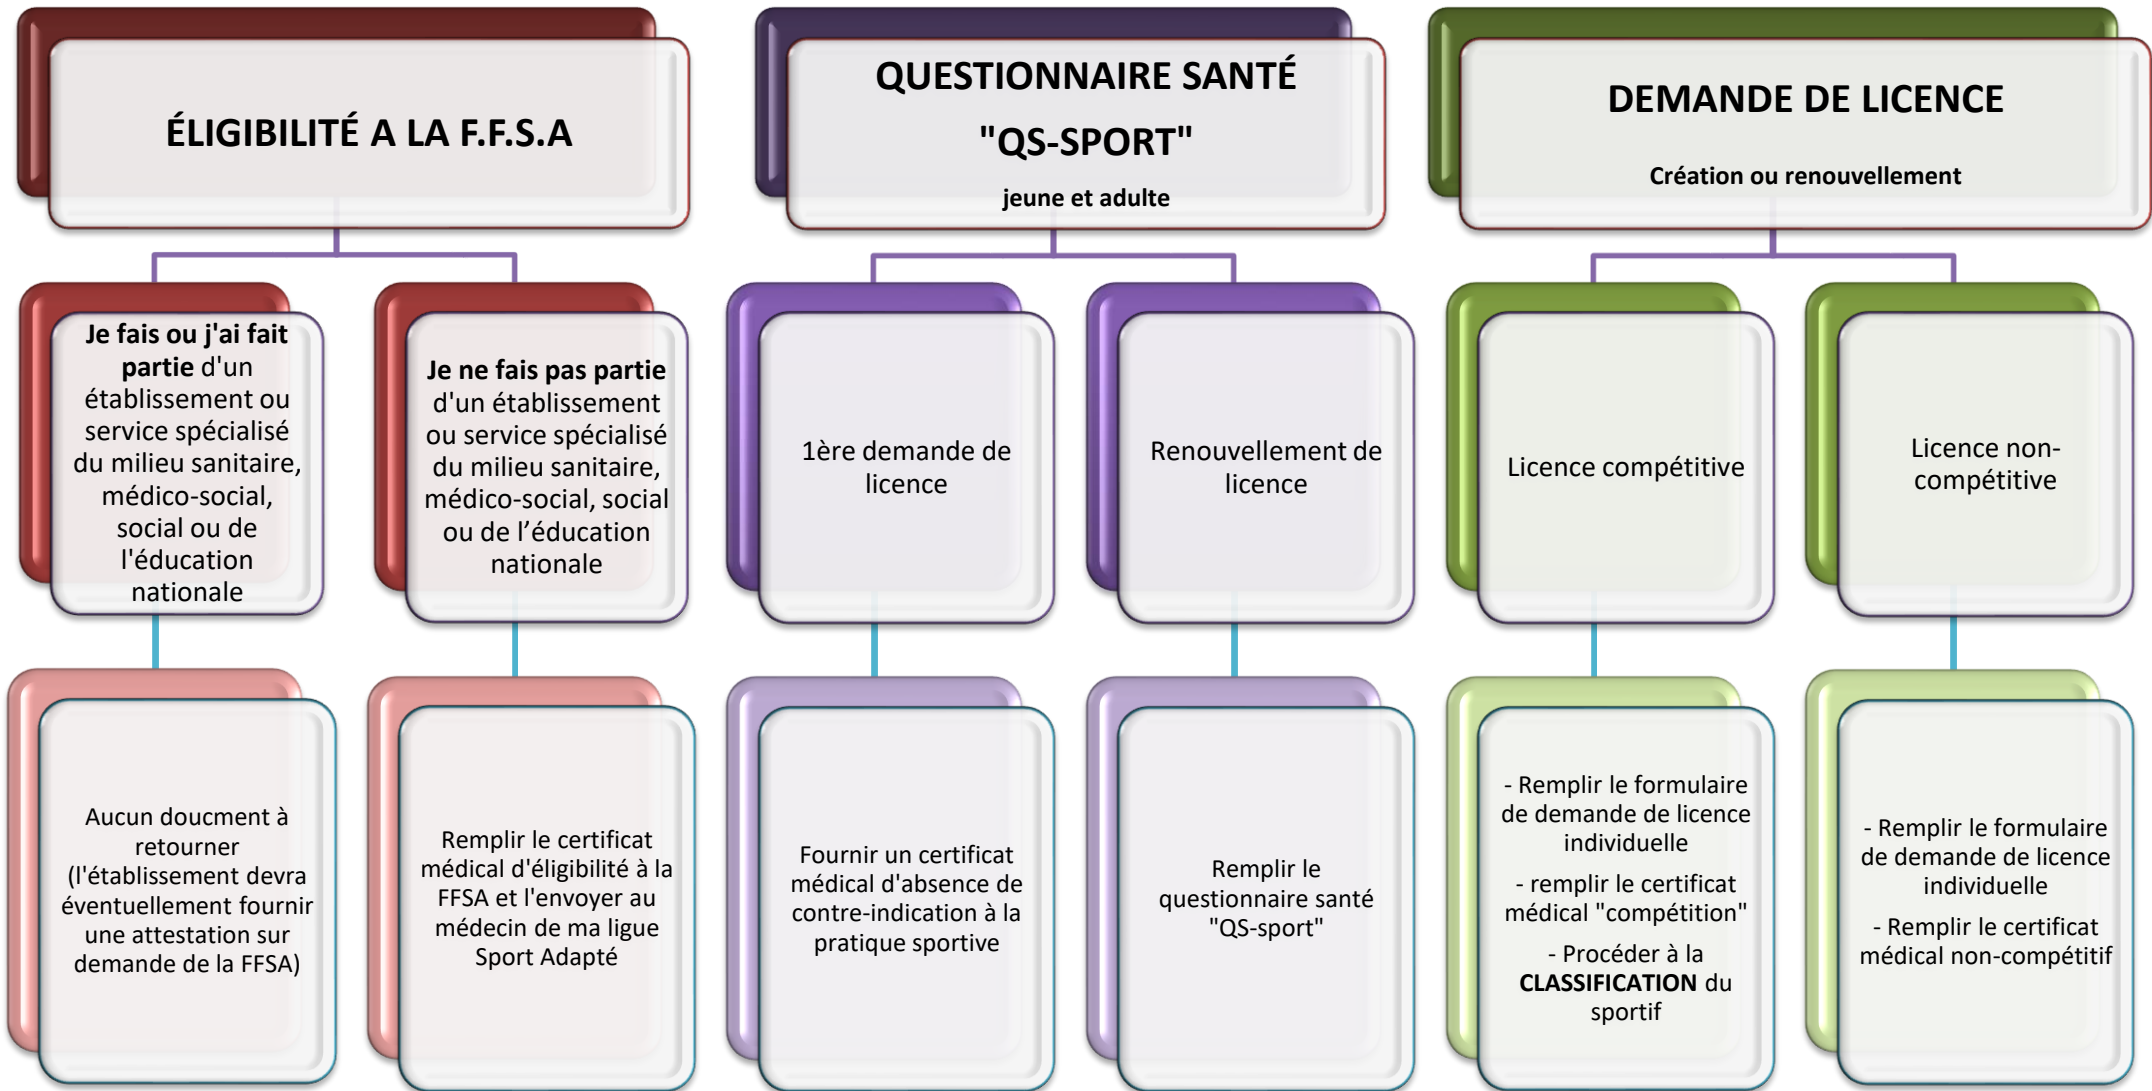 ÉLIGIBILITÉ A LA F.F.S.A
QUESTIONNAIRE SANTÉ
"QS-SPORT"
jeune et adulte
DEMANDE DE LICENCE
Création ou renouvellement
Je fais ou j'ai fait
partie d'un
établissement ou
service spécialisé
du milieu sanitaire,
médico-social,
social ou de
l'éducation
nationale
Je ne fais pas partie
d'un établissement
ou service spécialisé
du milieu sanitaire,
médico-social, social
ou de l’éducation
nationale
1ère demande de
licence
Renouvellement de
licence
Licence compétitive
Licence non-
compétitive
Aucun doucment à
retourner
(l'établissement devra
éventuellement fournir
une attestation sur
demande de la FFSA)
Remplir le certificat
médical d'éligibilité à la
FFSA et l'envoyer au
médecin de ma ligue
Sport Adapté
Fournir un certificat
médical d'absence de
contre-indication à la
pratique sportive
Remplir le
questionnaire santé
"QS-sport"
- Remplir le formulaire
de demande de licence
individuelle
- remplir le certificat
médical "compétition"
- Procéder à la
CLASSIFICATION du
sportif
- Remplir le formulaire
de demande de licence
individuelle
- Remplir le certificat
médical non-compétitif